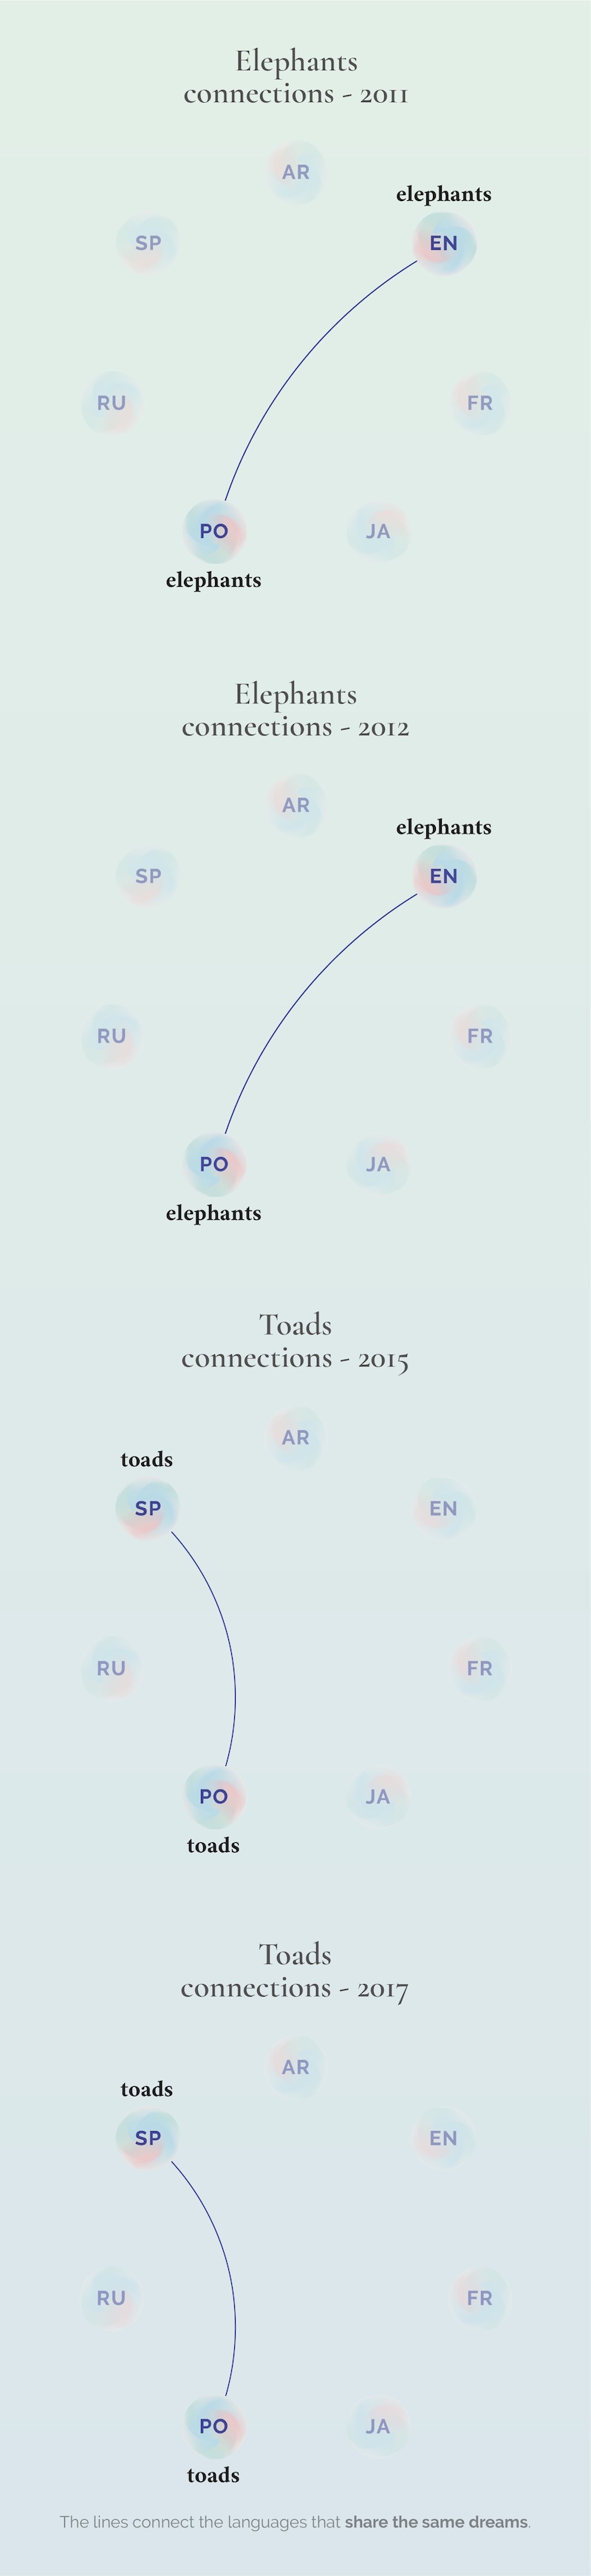 Elephants
connections - 2011
AR
elephants
SP
EN
RU
FR
PO
JA
elephants
Elephants
connections - 2012
AR
elephants
SP
EN
RU
FR
PO
JA
elephants
Toads
connections - 2015
AR
toads
SP
EN
RU
FR
PO
JA
toads
Toads
connections - 2017
AR
toads
SP
EN
RU
FR
PO
JA
toads
The lines connect the languages that share the same dreams.